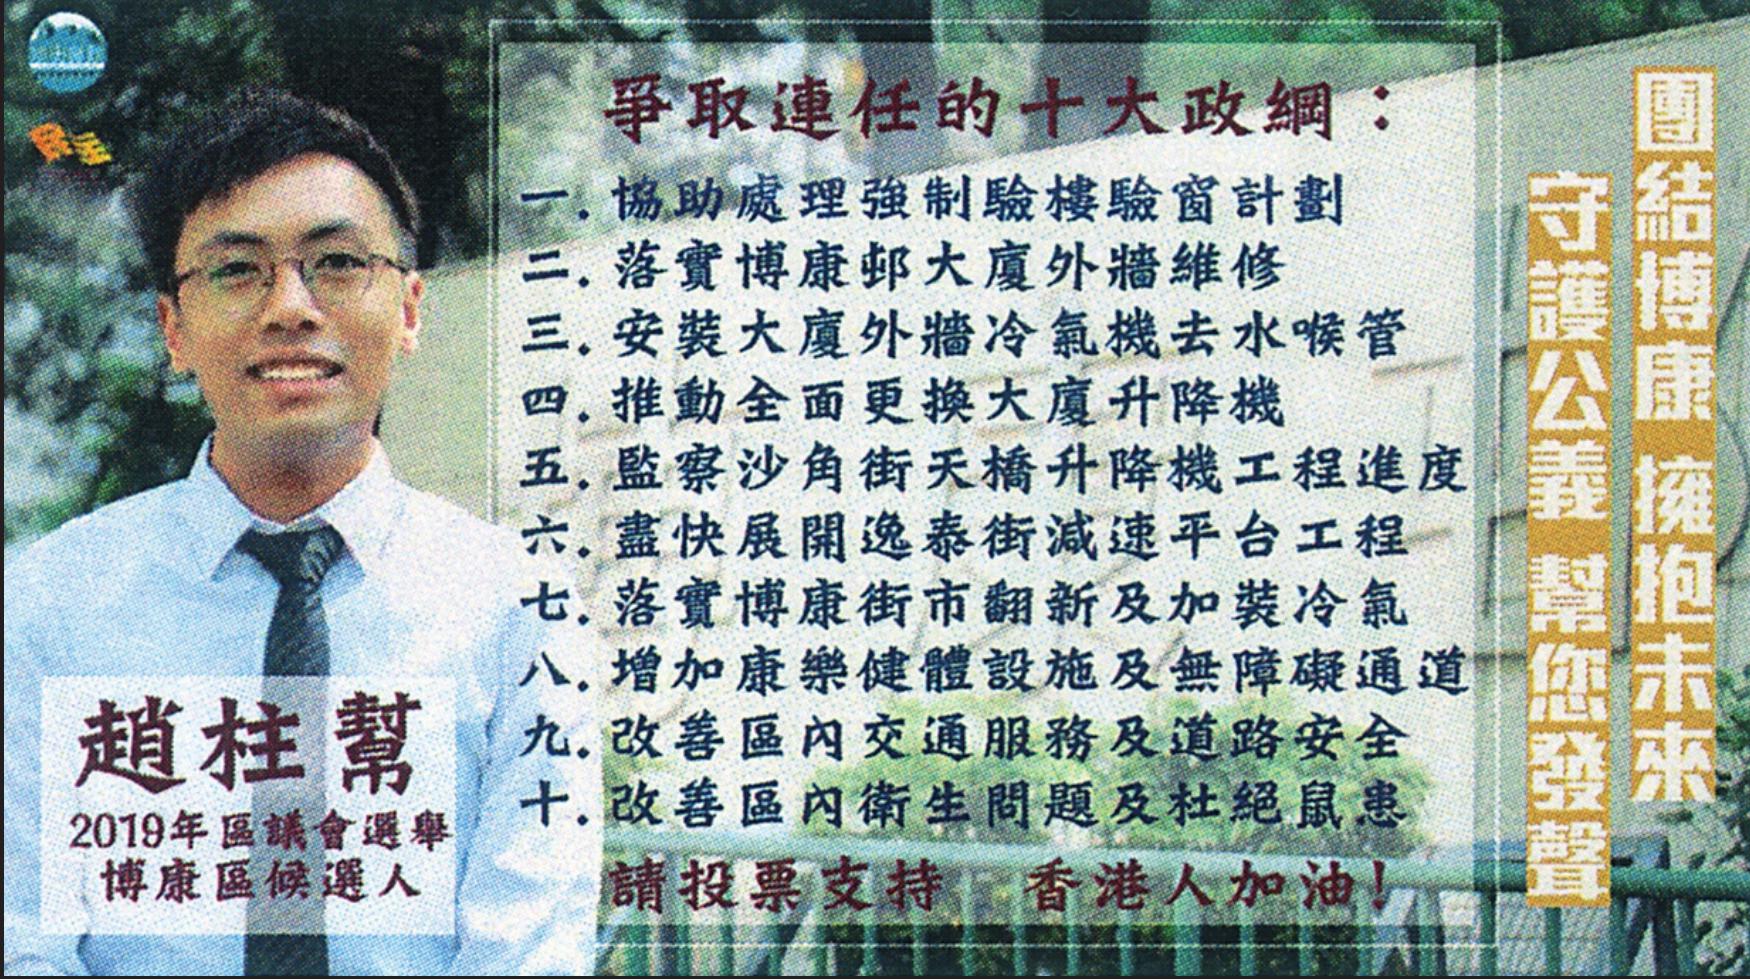 爭取連任的十大政綱：
一．協助處理強制驗樓驗窗計劃
二．落實博康邨大廈外牆維修
三．安裝大廈外牆冷氣機去水喉管
四．推動全面更換大廈升降機
五．監察沙角街天橋升降機工程進度
六．盡快展開逸泰街減速平台工程
七．落實博康街市翻新及加裝冷氣
八．增加康樂健體設施及無障礙通道
九．改善區內交通服務及道路安全
十．改善區內衛生問題及杜絕鼠患
請投票支持　香港人加油!
團結博康 擁抱未來
守護公義 幫您發聲
趙柱幫
2019年區議會選舉
博康區候選人